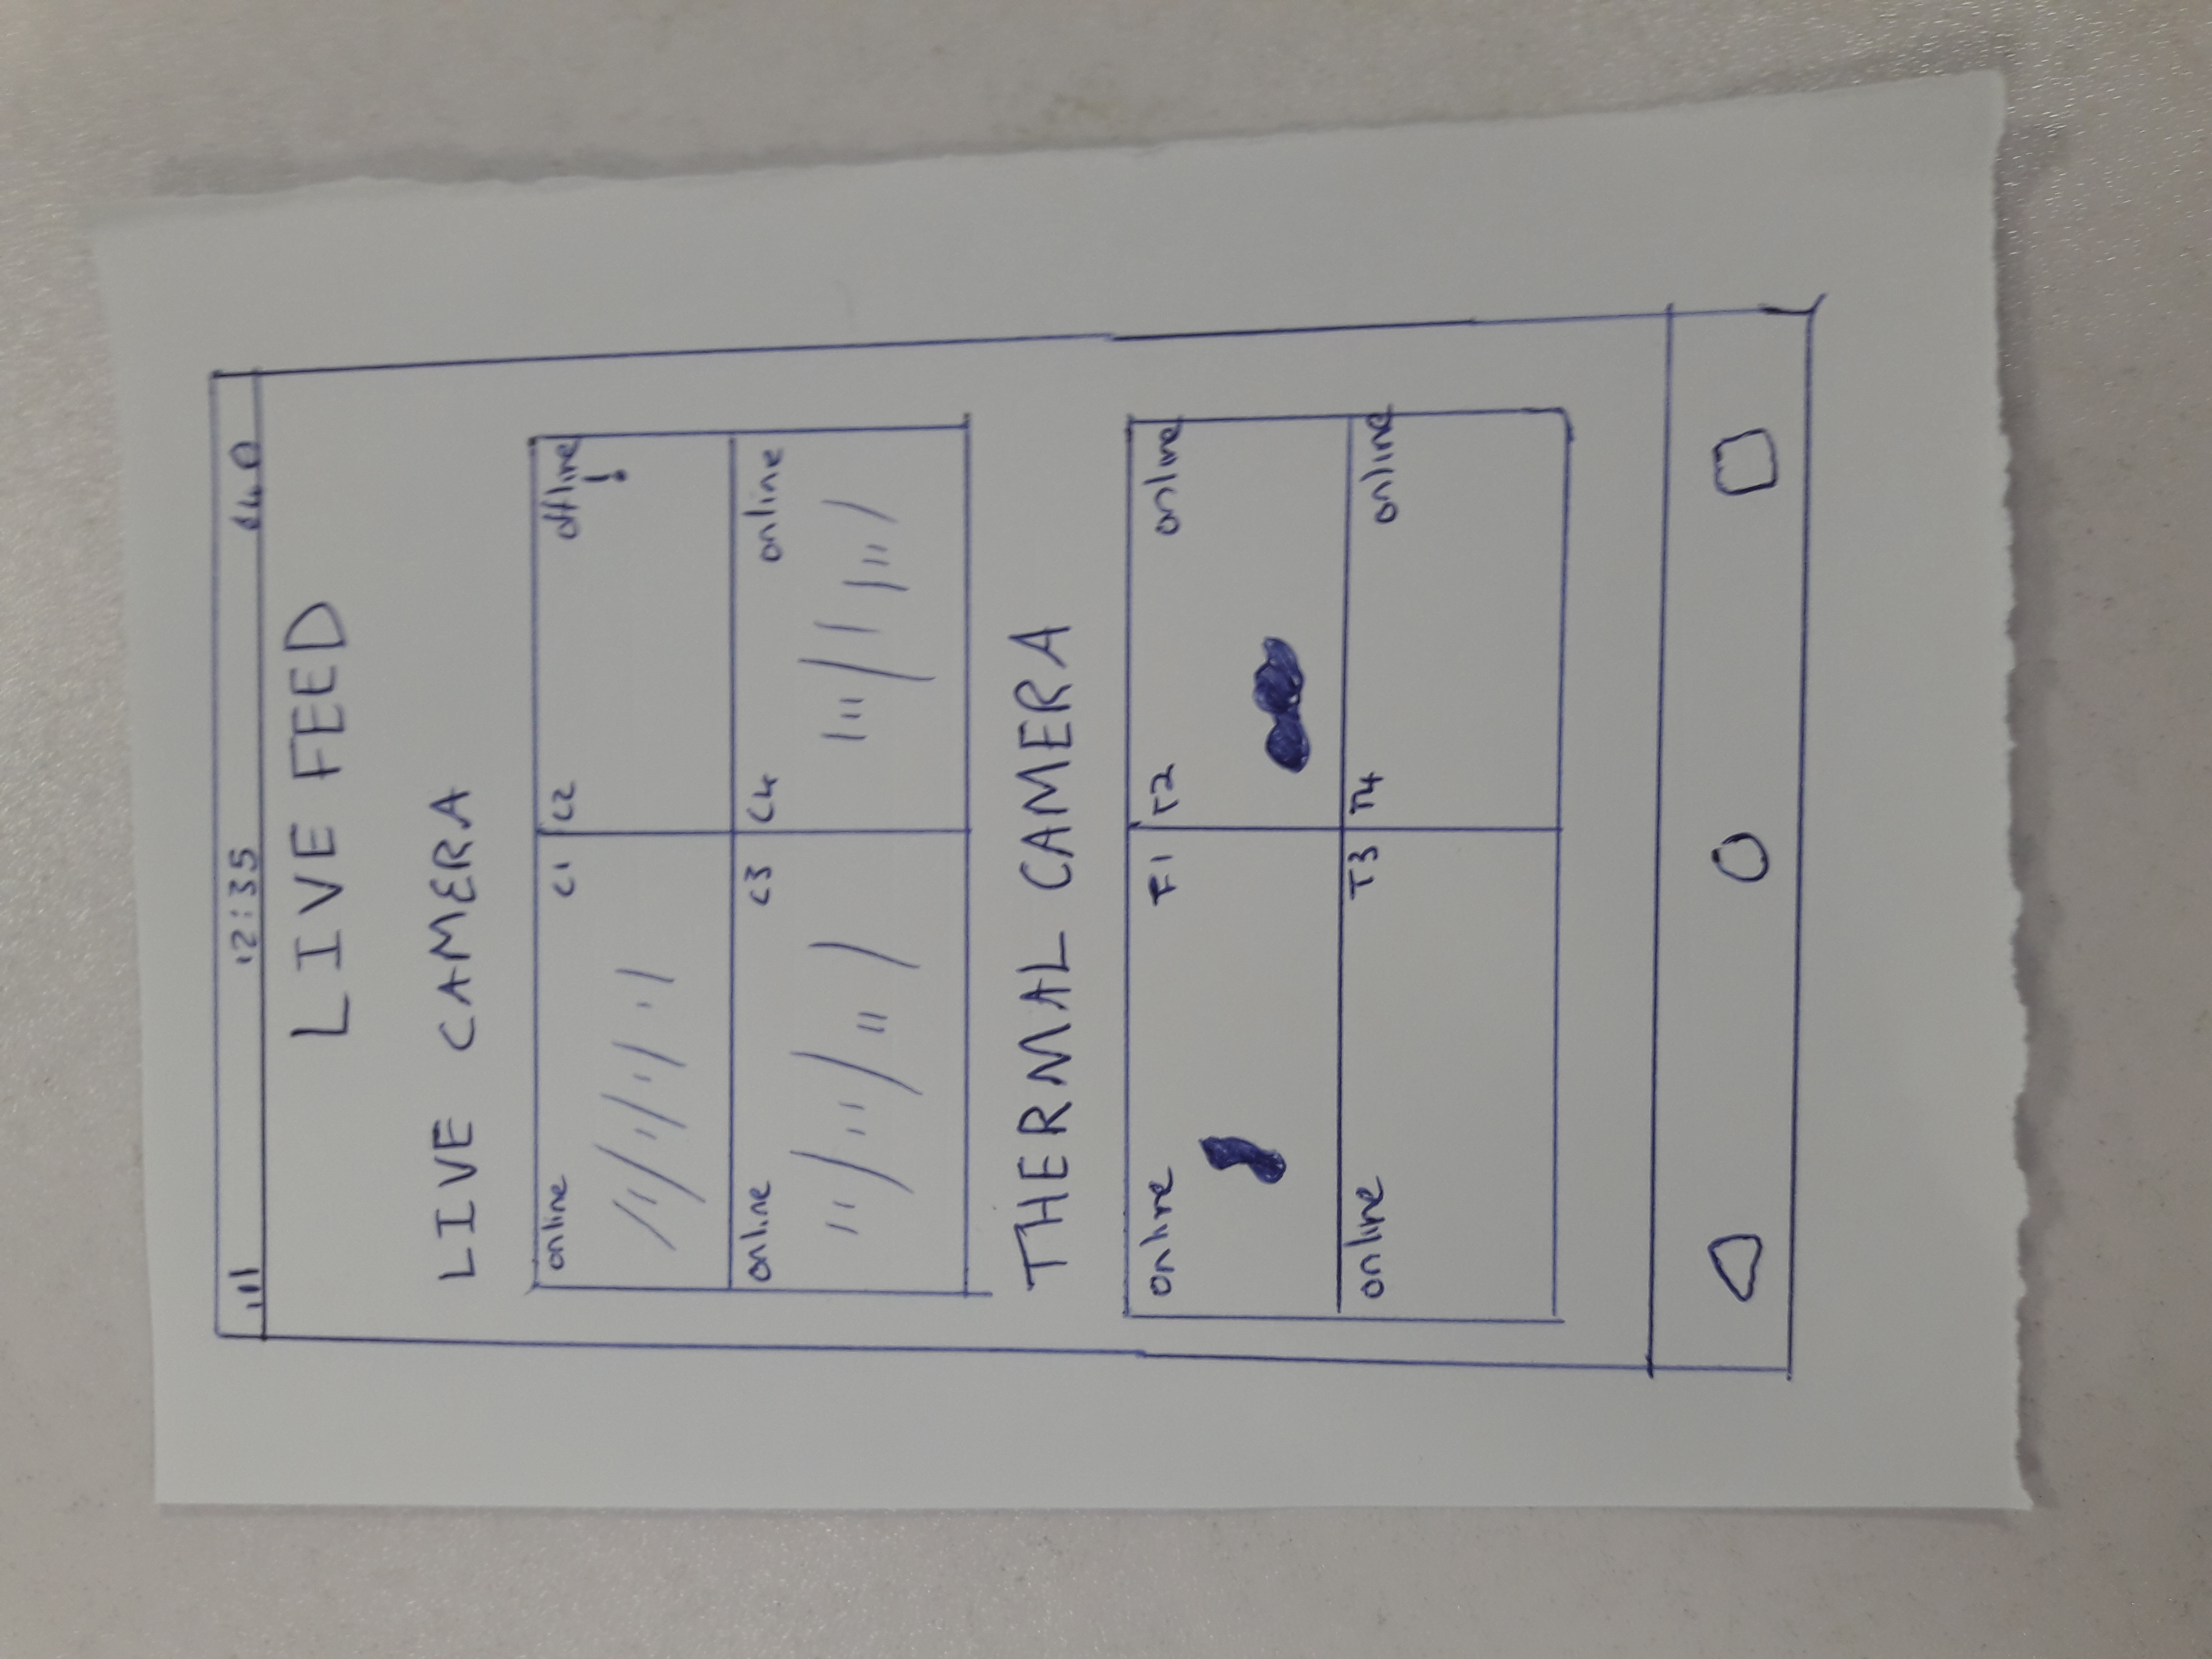 12:35
LIVE FEED
LIVE CAMERA
online C1 C2 offline
!
online C3 C4 online
THERMAL CAMERA
online T1 T2 online
online T3 T4 online